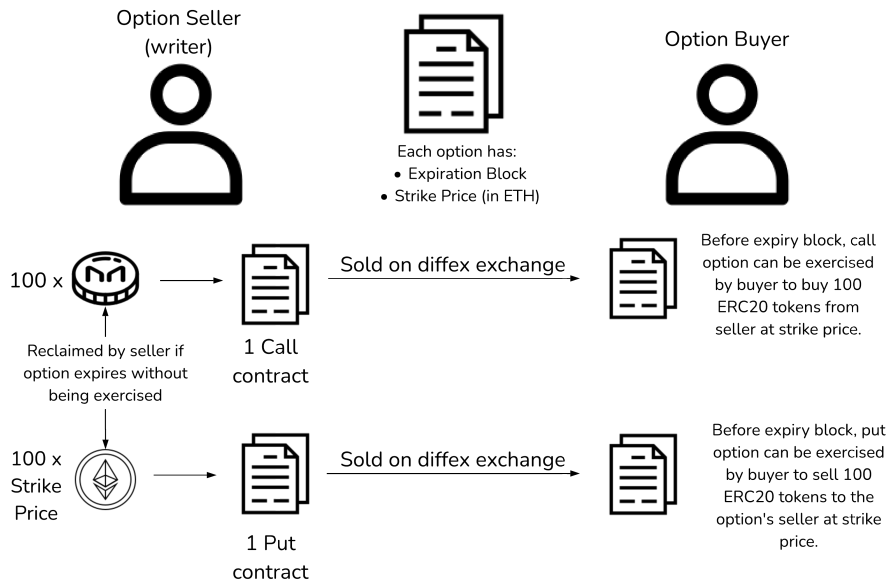 Option Seller
(writer)
Option Buyer
Each option has:
• Expiration Block
• Strike Price (in ETH)
100 x
Sold on diffex exchange
1 Call
contract
Before expiry block, call
option can be exercised
by buyer to buy 100
ERC20 tokens from
seller at strike price.
Reclaimed by seller if
option expires without
being exercised
100 x
Strike
Price
Sold on diffex exchange
1 Put
contract
Before expiry block, put
option can be exercised
by buyer to sell 100
ERC20 tokens to the
option's seller at strike
price.